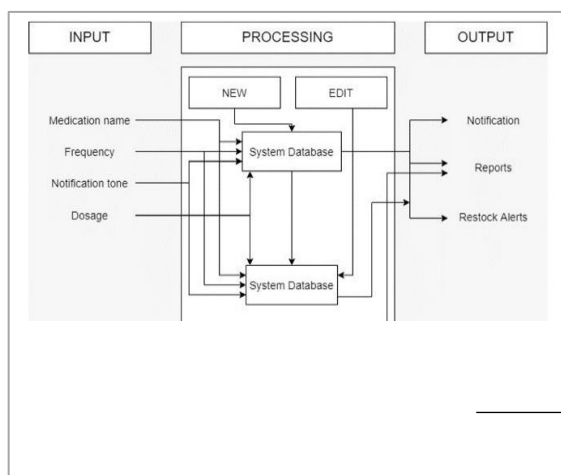 INPUT
PROCESSING
OUTPUT
NEW
EDIT
Medication name
Frequency
Notification tone
Dosage
System Database
System Database
Notification
Reports
Restock Alerts